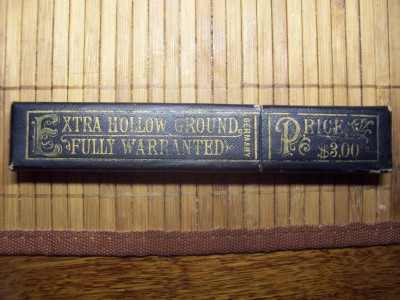 EXTRA HOLLOW GROUND
FULLY WARRANTED
GERMANY
PRICE
$3.00